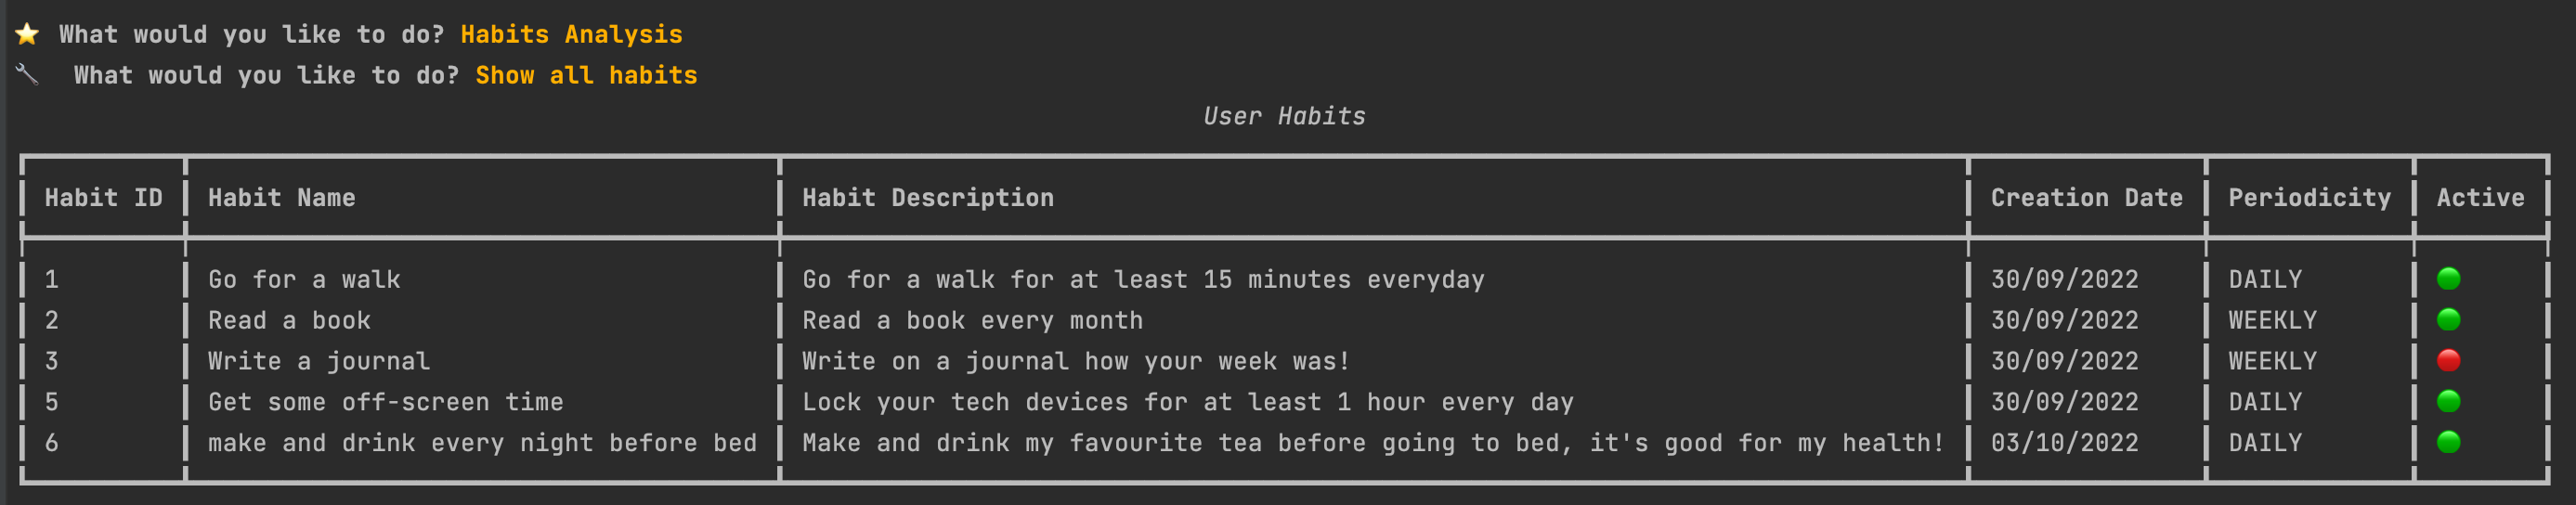 What would you like to do? Habits Analysis
What would you like to do? Show all habits
User Habits
Habit ID Habit Name Habit Description Creation Date Periodicity Active
1 Go for a walk Go for a walk for at least 15 minutes everyday 30/09/2022 DAILY
2 Read a book Read a book every month 30/09/2022 WEEKLY
3 Write a journal Write on a journal how your week was! 30/09/2022 WEEKLY
5 Get some off-screen time Lock your tech devices for at least 1 hour every day 30/09/2022 DAILY
6 make and drink every night before bed Make and drink my favourite tea before going to bed, it's good for my health! 03/10/2022 DAILY